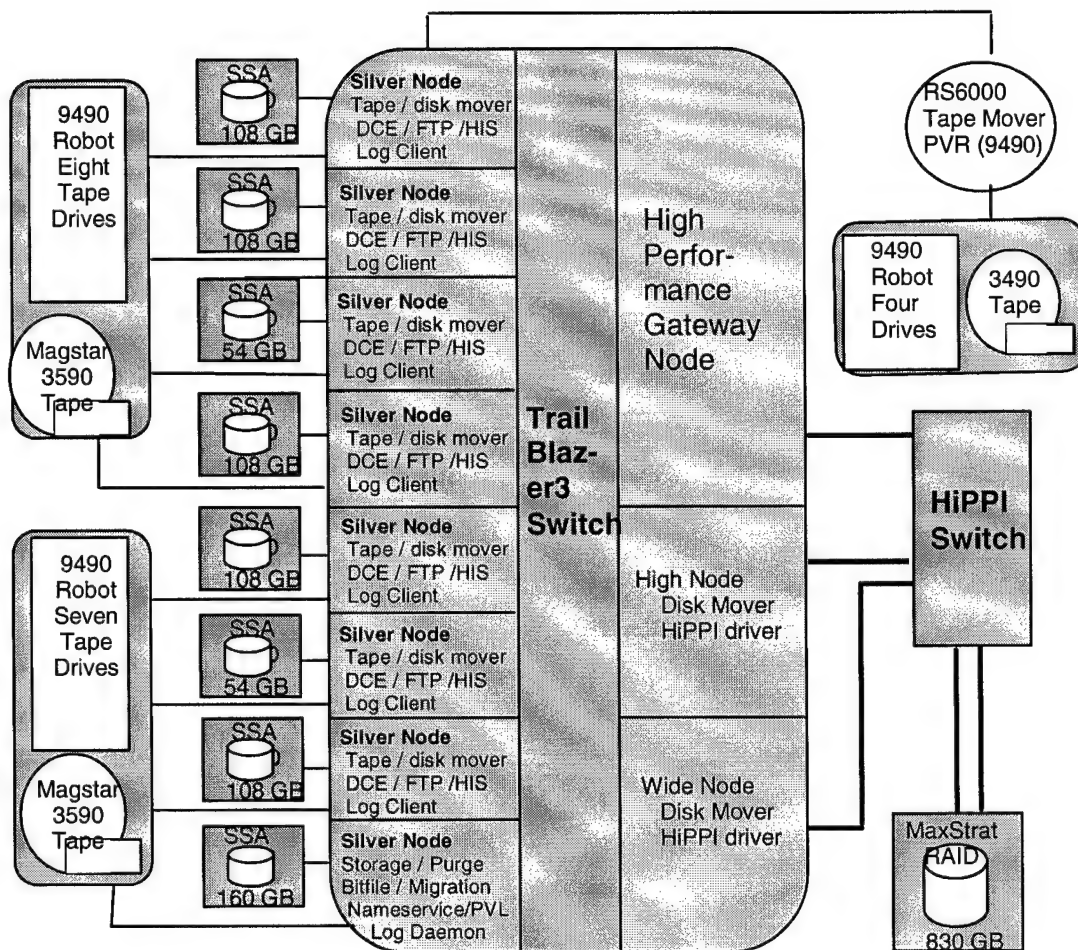 9490
Robot
Eight
Tape
Drives
Magstar
3590
Tape
9490
Robot
Seven
Tape
Drives
Magstar
3590
Tape
SSA
108 GB
SSA
108 GB
SSA
54 GB
SSA
108 GB
SSA
108 GB
SSA
54 GB
SSA
108 GB
SSA
160 GB
Silver Node
Tape / disk mover
DCE / FTP /HIS
Log Client
Silver Node
Tape / disk mover
DCE / FTP /HIS
Log Client
Silver Node
Tape / disk mover
DCE / FTP /HIS
Log Client
Silver Node
Tape / disk mover
DCE / FTP /HIS
Log Client
Silver Node
Tape / disk mover
DCE / FTP /HIS
Log Client
Silver Node
Tape / disk mover
DCE / FTP /HIS
Log Client
Silver Node
Tape / disk mover
DCE / FTP /HIS
Log Client
Silver Node
Storage / Purge
Bitfile / Migration
Nameservice/PVL
Log Daemon
Trail
Blaz-
er3
Switch
High
Perfor-
mance
Gateway
Node
High Node
Disk Mover
HiPPI driver
Wide Node
Disk Mover
HiPPI driver
RS6000
Tape Mover
PVR (9490)
9490
Robot
Four
Drives
3490
Tape
HiPPI
Switch
MaxStrat
RAID
830 GB